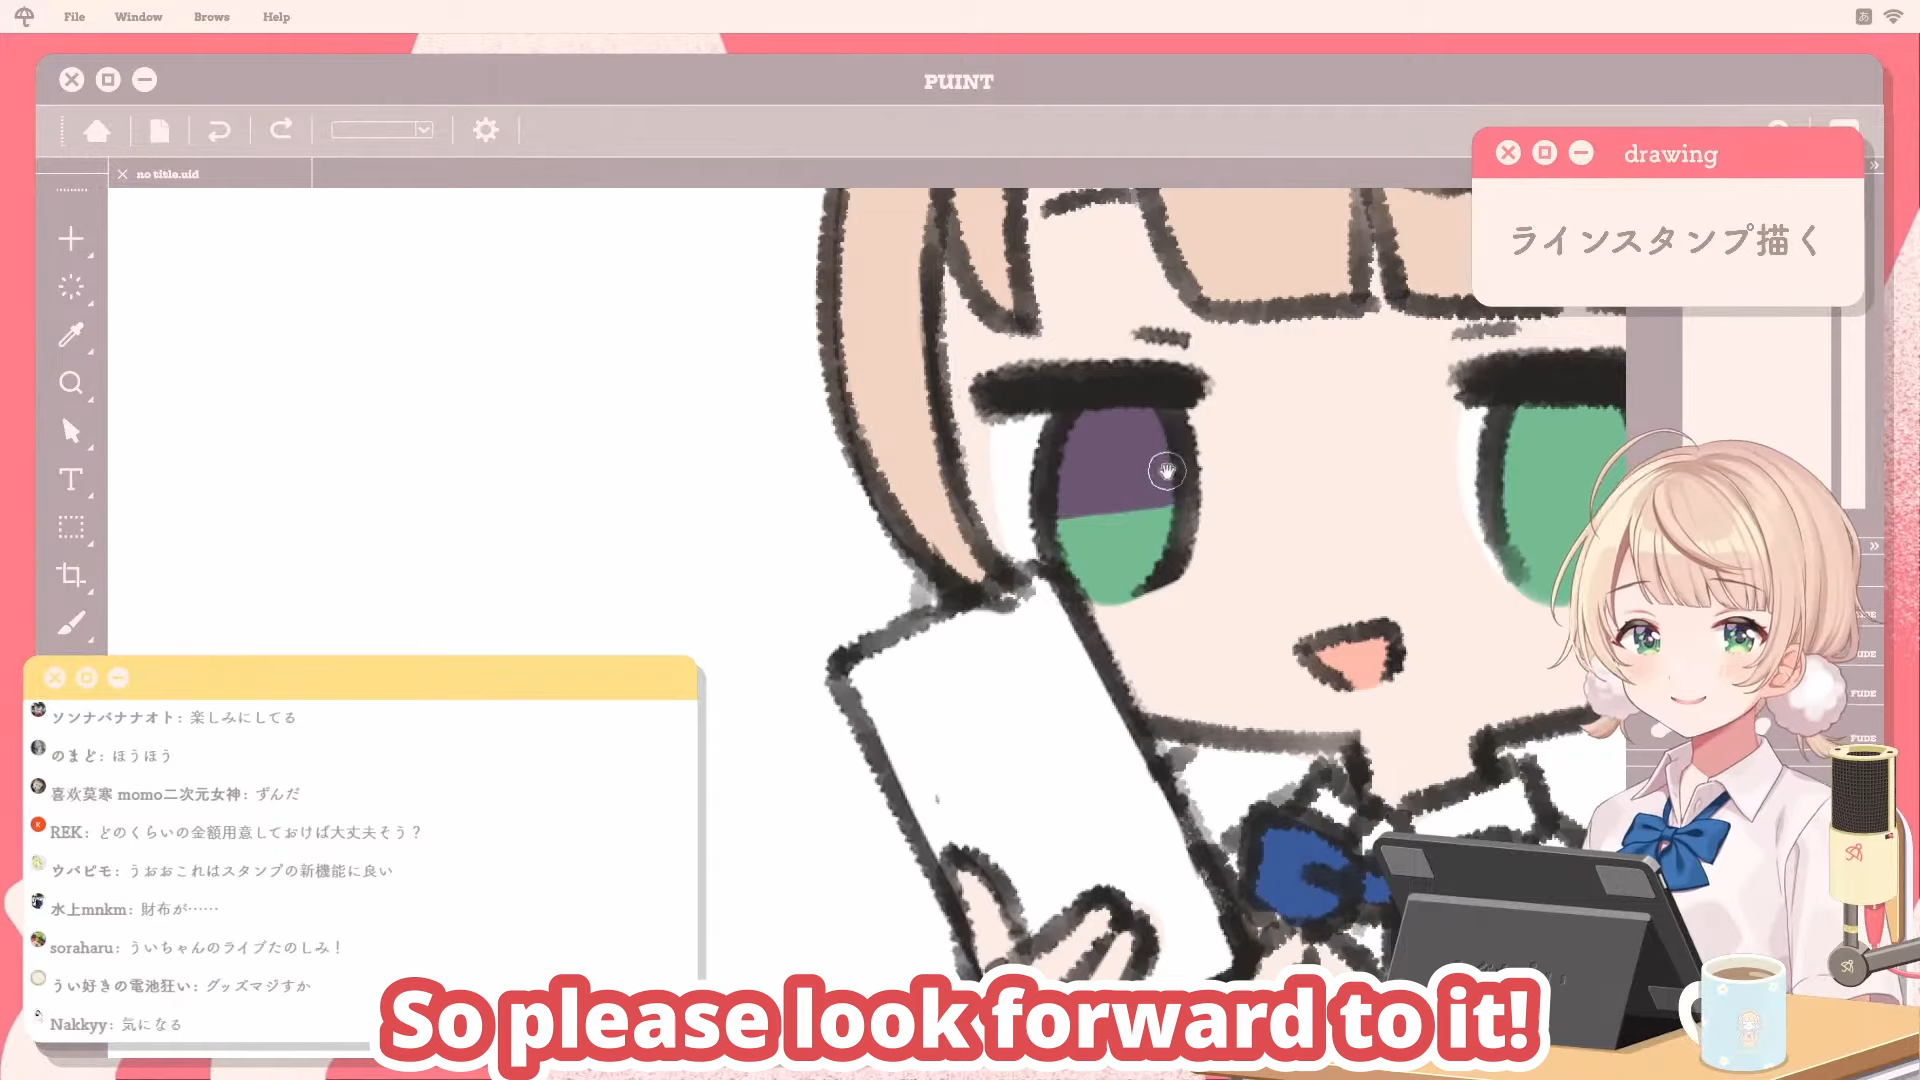 File Window Brows Help あ
PUINT
no title.uid
drawing
ラインスタンプ描く
T
FUDE
FUDE
FUDE
ソンナバナナオト: 楽しみにしてる
のまど: ほうほう
喜欢莫寒 momo二次元女神: ずんだ
REK: どのくらいの金額用意しておけば大丈夫そう？
ウパピモ: うおおこれはスタンプの新機能に良い
水上mnkm: 財布が……
soraharu: ういちゃんのライブたのしみ！
うい好きの電池狂い: グッズマジすか
Nakkyy: 気になる
So please look forward to it!